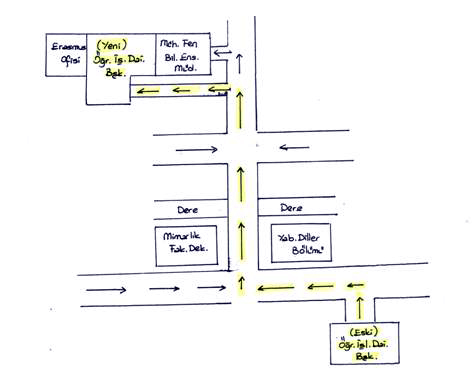 Erasmus
Ofisi
(Yeni)
Öğr. İş. Dai.
Bşk.
Müh. Fen
Bil. Ens.
Müd.
Dere
Dere
Mimarlık
Fak. Dek.
Yab. Diller
Bölümü
(Eski)
Öğr. İşl. Dai.
Bşk.